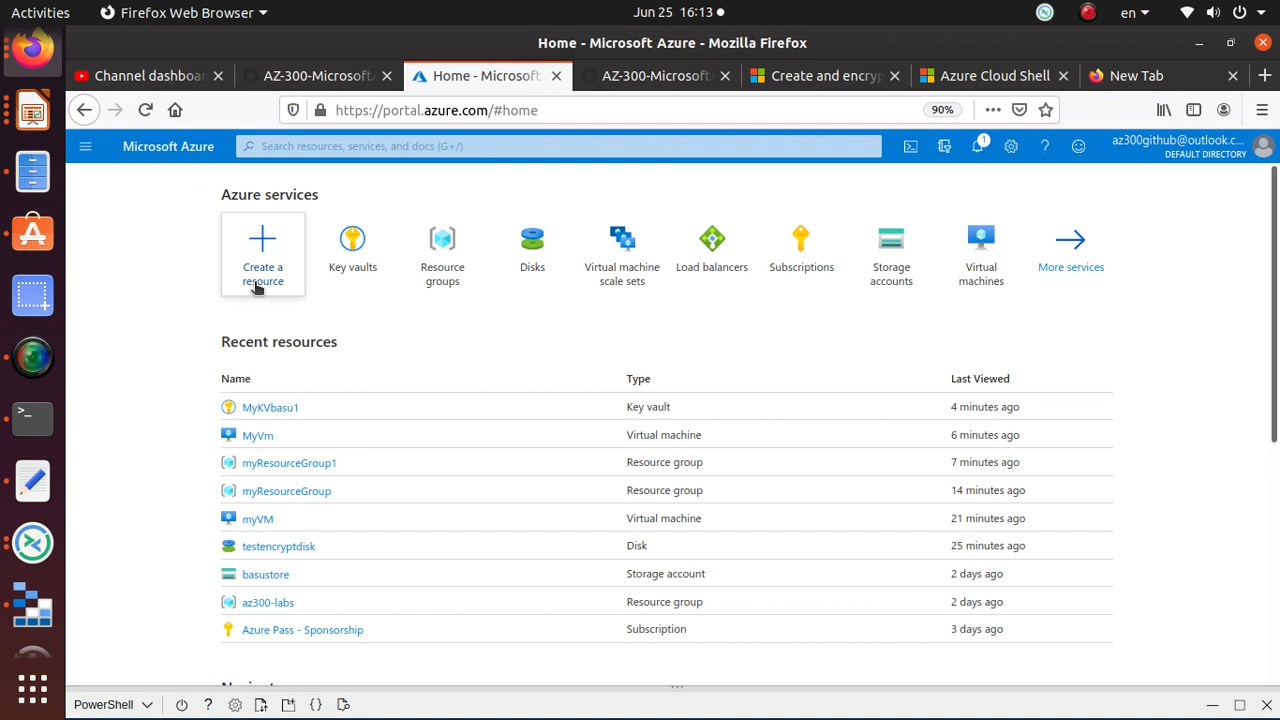 Activities Firefox Web Browser Jun 25 16:13 en
Home - Microsoft Azure - Mozilla Firefox
Channel dashboa AZ-300-Microsoft Home - Microsoft AZ-300-Microsoft Create and encryp Azure Cloud Shell New Tab
https://portal.azure.com/#home 90%
Microsoft Azure Search resources, services, and docs (G+/) 1 az300github@outlook.c...
DEFAULT DIRECTORY
Azure services
Create a resource
Key vaults
Resource groups
Disks
Virtual machine scale sets
Load balancers
Subscriptions
Storage accounts
Virtual machines
More services
Recent resources
Name Type Last Viewed
MyKVbasu1 Key vault 4 minutes ago
MyVm Virtual machine 6 minutes ago
myResourceGroup1 Resource group 7 minutes ago
myResourceGroup Resource group 14 minutes ago
myVM Virtual machine 21 minutes ago
testencryptdisk Disk 25 minutes ago
basustore Storage account 2 days ago
az300-labs Resource group 2 days ago
Azure Pass - Sponsorship Subscription 3 days ago
PowerShell